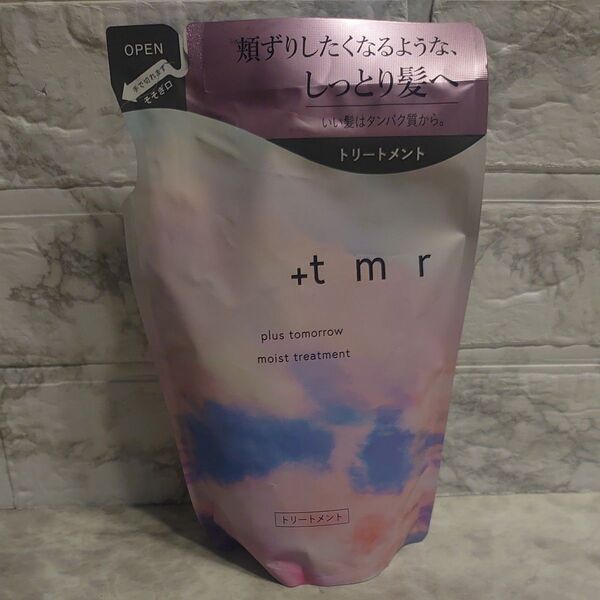 OPEN
手で切れます
そそぎ口
頬ずりしたくなるような、
しっとり髪へ
いい髪はタンパク質から。
トリートメント
+tmr
plus tomorrow
moist treatment
トリートメント